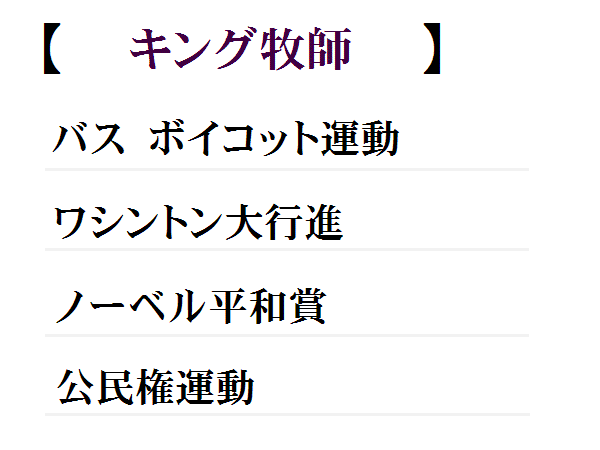 【 キング牧師 】
バス ボイコット運動
ワシントン大行進
ノーベル平和賞
公民権運動